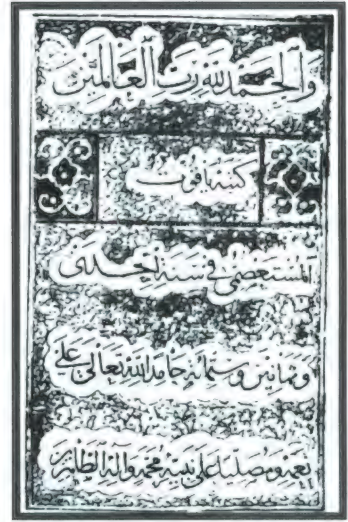 والحمد لله رب العالمين
كتبه ياقوت
المستعصمي في سنة إحدى
وثمانين وستمائة حامدا لله تعالى على
نعمه ومصليا على نبيه محمد وآله الطاهرين